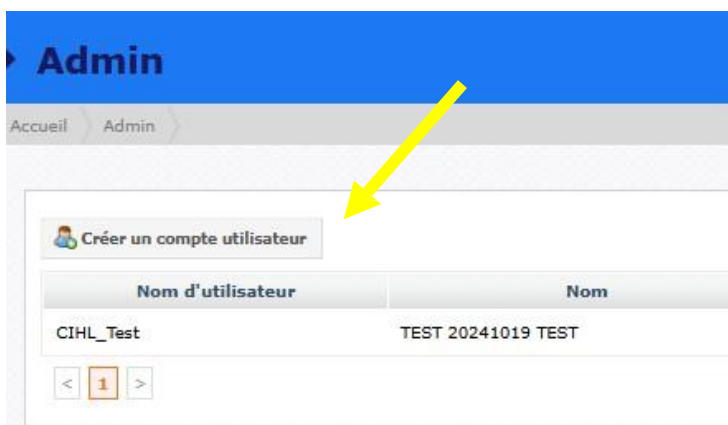 Admin
Accueil Admin
Créer un compte utilisateur
Nom d'utilisateur Nom
CIHL_Test TEST 20241019 TEST
< 1 >